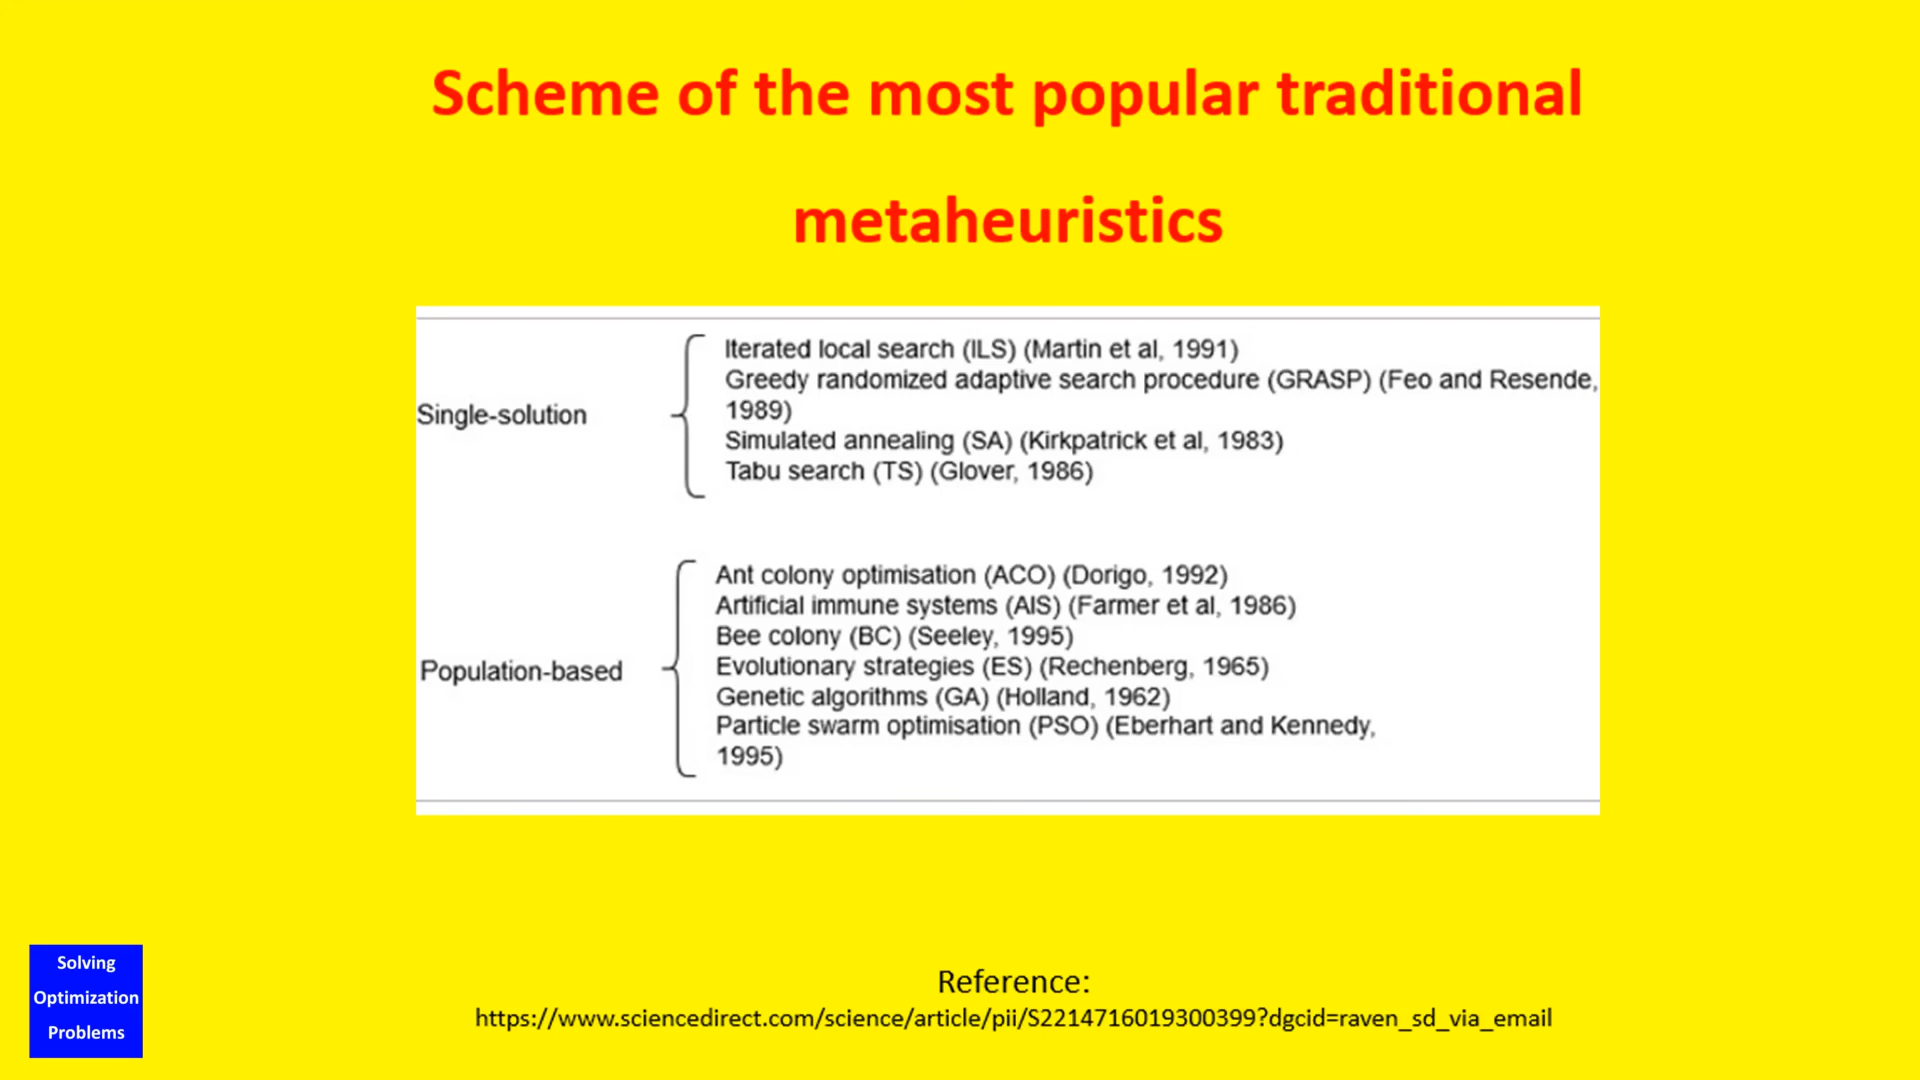 Scheme of the most popular traditional
metaheuristics
Single-solution
Iterated local search (ILS) (Martin et al, 1991)
Greedy randomized adaptive search procedure (GRASP) (Feo and Resende,
1989)
Simulated annealing (SA) (Kirkpatrick et al, 1983)
Tabu search (TS) (Glover, 1986)
Population-based
Ant colony optimisation (ACO) (Dorigo, 1992)
Artificial immune systems (AIS) (Farmer et al, 1986)
Bee colony (BC) (Seeley, 1995)
Evolutionary strategies (ES) (Rechenberg, 1965)
Genetic algorithms (GA) (Holland, 1962)
Particle swarm optimisation (PSO) (Eberhart and Kennedy,
1995)
Solving
Optimization
Problems
Reference:
https://www.sciencedirect.com/science/article/pii/S2214716019300399?dgcid=raven_sd_via_email